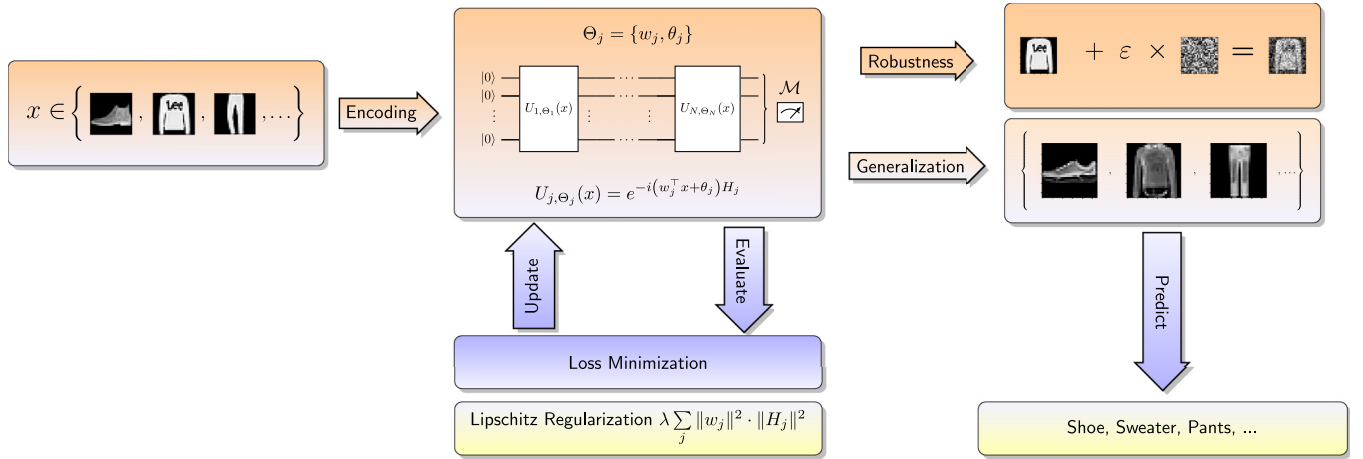 x ∈ { , , , ... }
Encoding
Θ_j = {w_j, θ_j}
|0⟩ ... 
|0⟩ ... 
⋮ U_{1,Θ_1}(x) ⋮ ⋮ U_{N,Θ_N}(x) ⋮ M
|0⟩ ... 
U_{j,Θ_j}(x) = e^{-i(w_j^⊤ x+θ_j)H_j}
Update
Evaluate
Loss Minimization
Lipschitz Regularization λ ∑_j ‖w_j‖² · ‖H_j‖²
Robustness
Lee + ε × =
Generalization
{ , , , ... }
Predict
Shoe, Sweater, Pants, ...